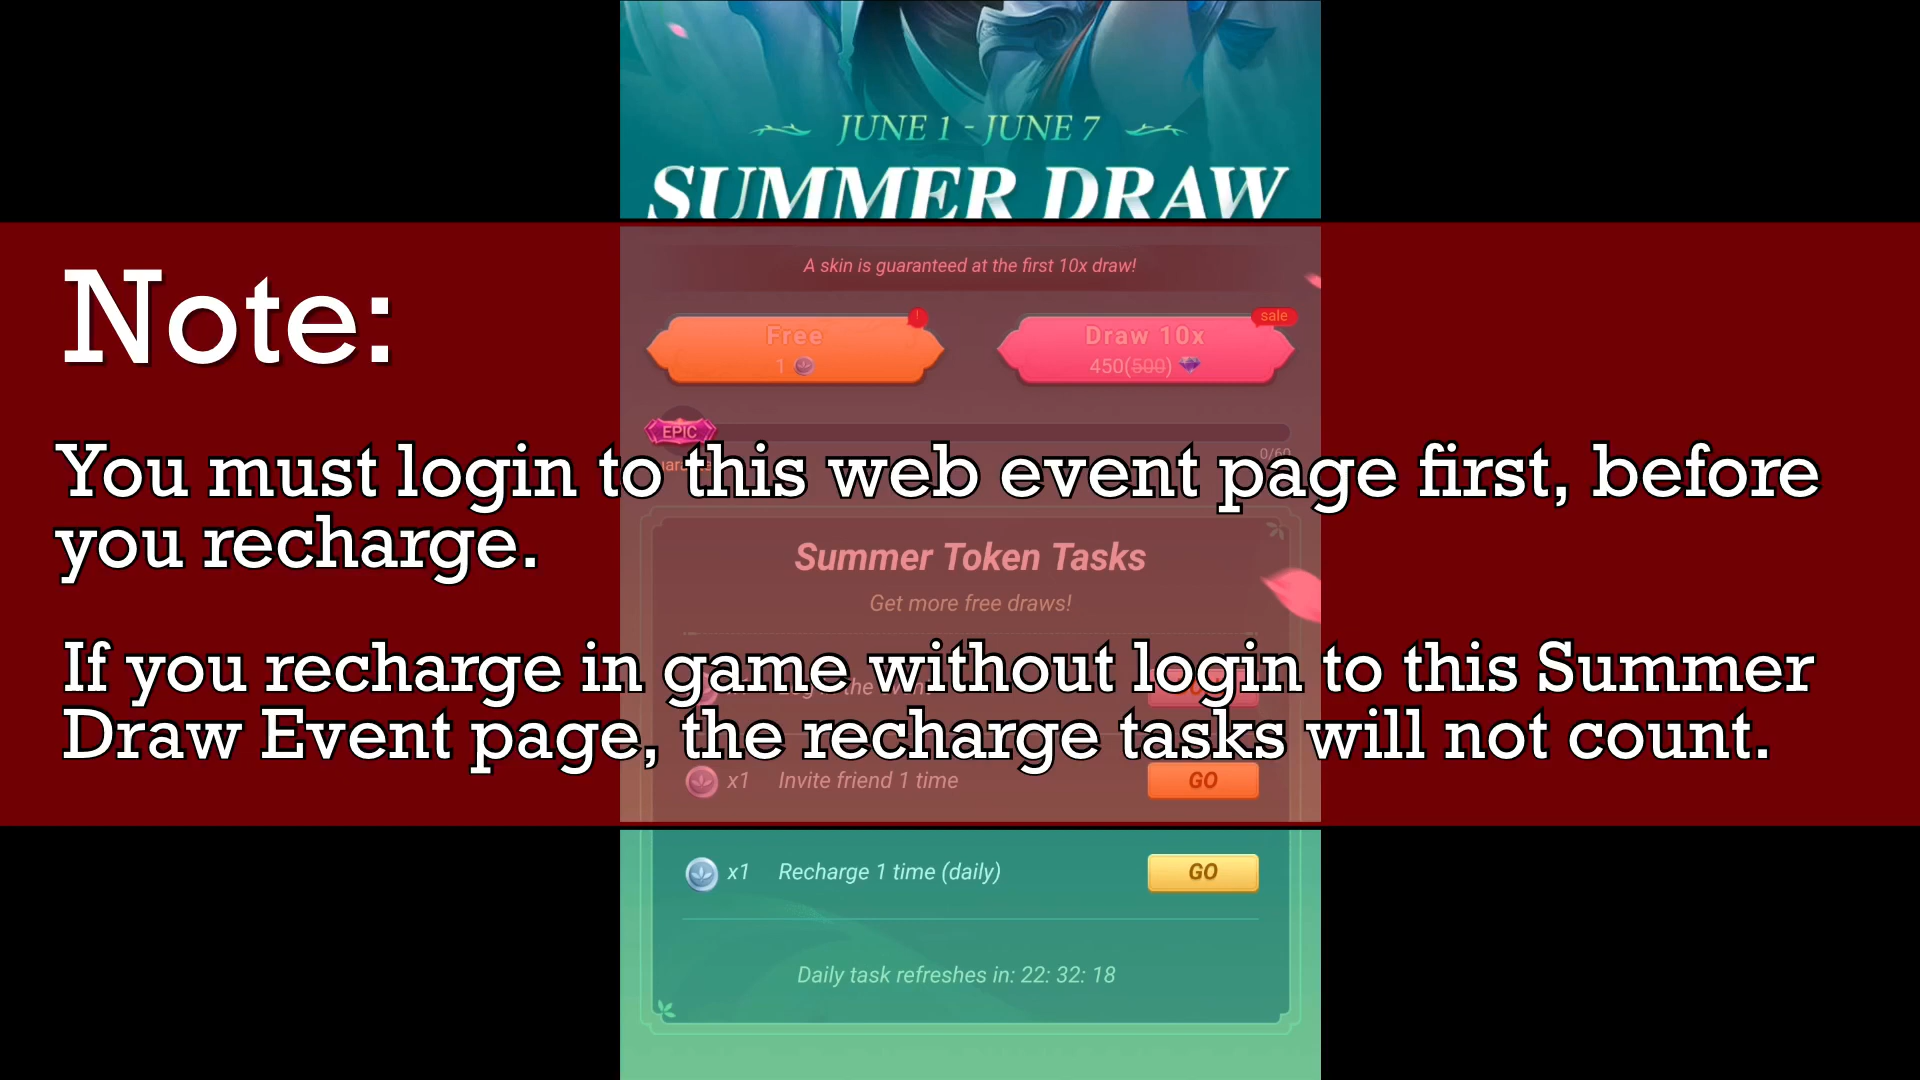 JUNE 1 - JUNE 7
SUMMER DRAW
A skin is guaranteed at the first 10x draw!
Free
1
!
Draw 10x
450(500)
sale
EPIC
0/60
Note:
You must login to this web event page first, before
you recharge.
Summer Token Tasks
Get more free draws!
If you recharge in game without login to this Summer
Draw Event page, the recharge tasks will not count.
x1 Invite friend 1 time GO
x1 Recharge 1 time (daily) GO
Daily task refreshes in: 22: 32: 18